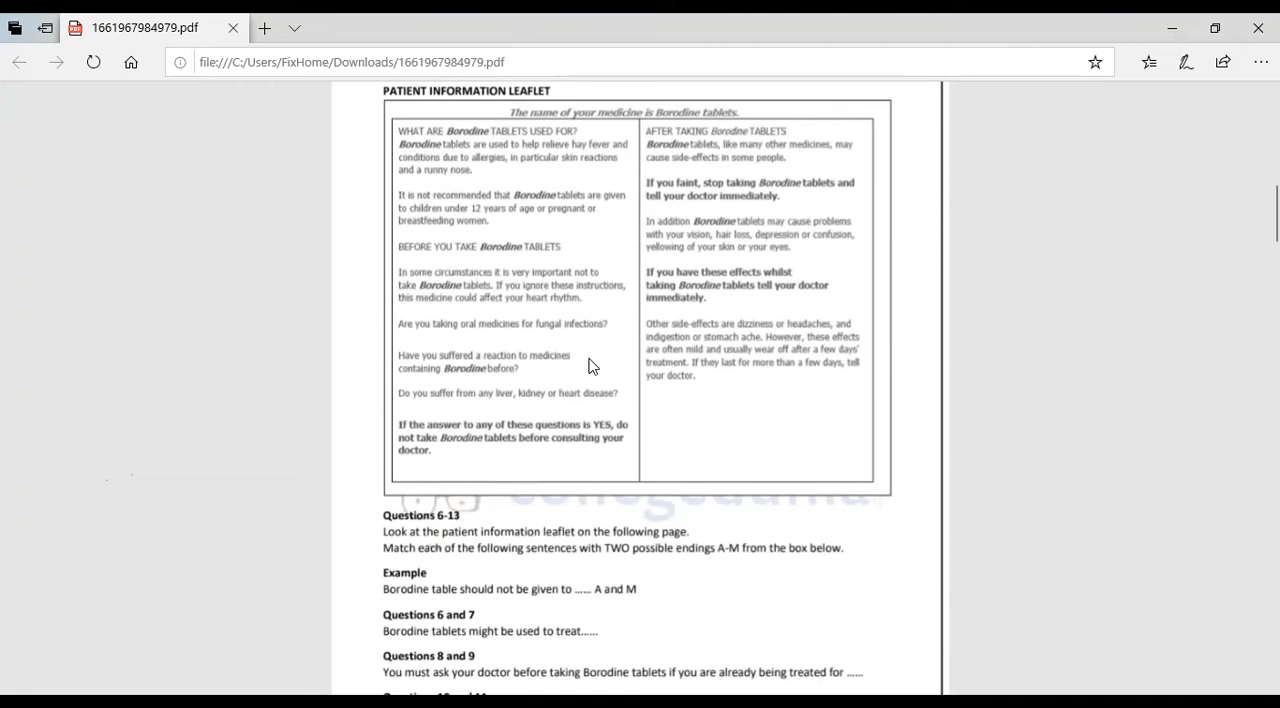 1661967984979.pdf
file:///C:/Users/FixHome/Downloads/1661967984979.pdf
PATIENT INFORMATION LEAFLET
The name of your medicine is Borodine tablets.
WHAT ARE Borodine TABLETS USED FOR?
Borodine tablets are used to help relieve hay fever and
conditions due to allergies, in particular skin reactions
and a runny nose.
It is not recommended that Borodine tablets are given
to children under 12 years of age or pregnant or
breastfeeding women.
BEFORE YOU TAKE Borodine TABLETS
In some circumstances it is very important not to
take Borodine tablets. If you ignore these instructions,
this medicine could affect your heart rhythm.
Are you taking oral medicines for fungal infections?
Have you suffered a reaction to medicines
containing Borodine before?
Do you suffer from any liver, kidney or heart disease?
If the answer to any of these questions is YES, do
not take Borodine tablets before consulting your
doctor.
AFTER TAKING Borodine TABLETS
Borodine tablets, like many other medicines, may
cause side-effects in some people.
If you faint, stop taking Borodine tablets and
tell your doctor immediately.
In addition Borodine tablets may cause problems
with your vision, hair loss, depression or confusion,
yellowing of your skin or your eyes.
If you have these effects whilst
taking Borodine tablets tell your doctor
immediately.
Other side-effects are dizziness or headaches, and
indigestion or stomach ache. However, these effects
are often mild and usually wear off after a few days'
treatment. If they last for more than a few days, tell
your doctor.
Questions 6-13
Look at the patient information leaflet on the following page.
Match each of the following sentences with TWO possible endings A-M from the box below.
Example
Borodine table should not be given to ...... A and M
Questions 6 and 7
Borodine tablets might be used to treat......
Questions 8 and 9
You must ask your doctor before taking Borodine tablets if you are already being treated for ......